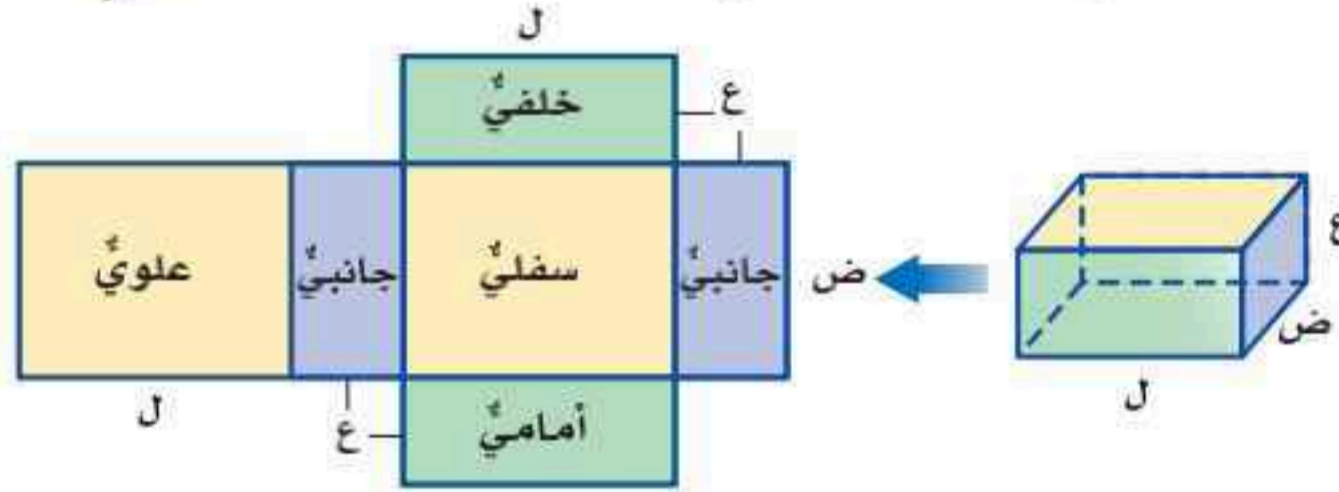 ل
خلفيٌّ
ع
علويٌّ
جانبيٌّ
سفليٌّ
جانبيٌّ
ض
ع
ض
ل
ل
ع
أماميٌّ